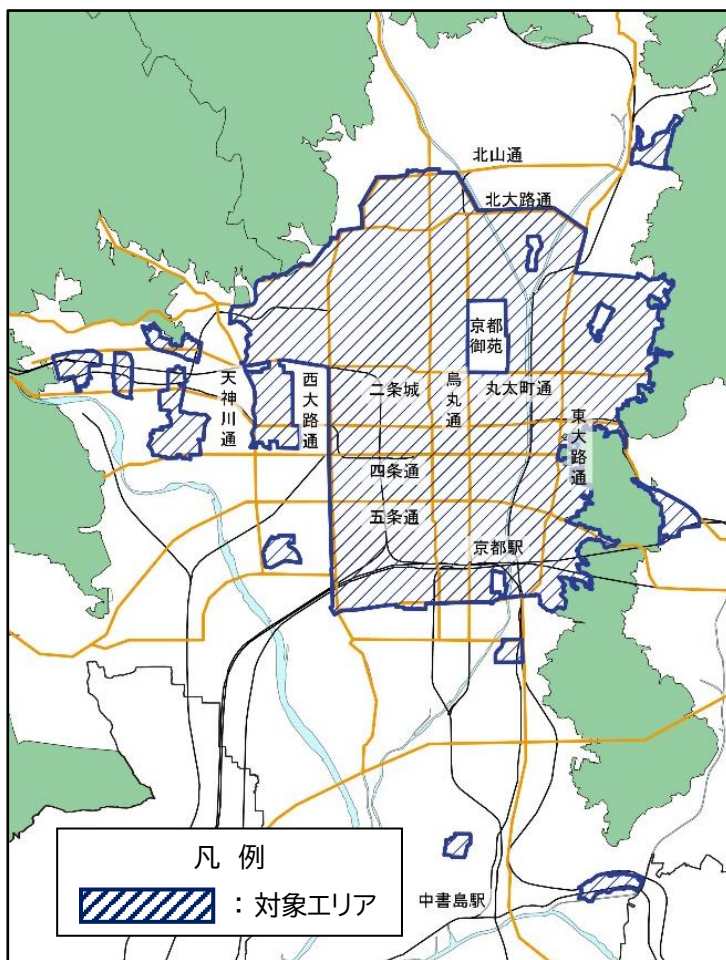 北山通
北大路通
京都
御苑
天神川通
西大路通
二条城
烏丸通
丸太町通
東大路通
四条通
五条通
京都駅
中書島駅
凡 例
：対象エリア